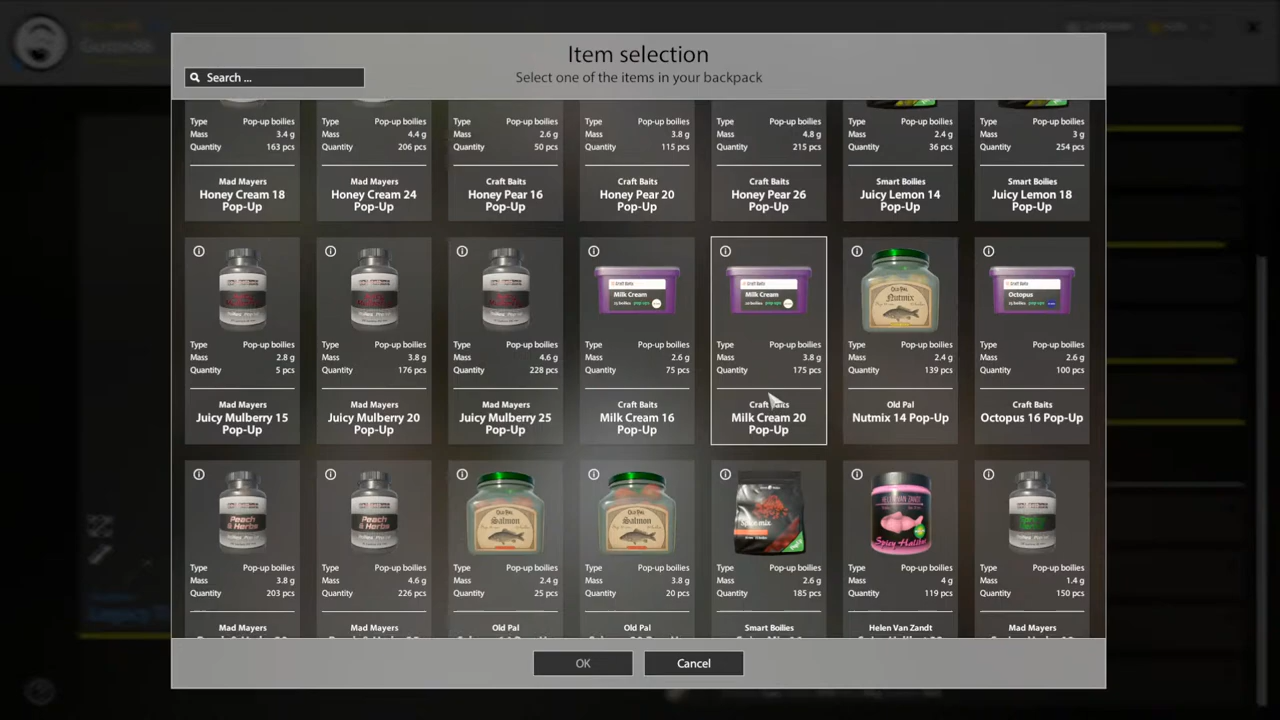 Item selection
Search ...
Select one of the items in your backpack
Type Pop-up boilies
Mass 3.4 g
Quantity 163 pcs
Mad Mayers
Honey Cream 18
Pop-Up
Type Pop-up boilies
Mass 4.4 g
Quantity 206 pcs
Mad Mayers
Honey Cream 24
Pop-Up
Type Pop-up boilies
Mass 2.6 g
Quantity 50 pcs
Craft Baits
Honey Pear 16
Pop-Up
Type Pop-up boilies
Mass 3.8 g
Quantity 115 pcs
Craft Baits
Honey Pear 20
Pop-Up
Type Pop-up boilies
Mass 4.8 g
Quantity 215 pcs
Craft Baits
Honey Pear 26
Pop-Up
Type Pop-up boilies
Mass 2.4 g
Quantity 36 pcs
Smart Boilies
Juicy Lemon 14
Pop-Up
Type Pop-up boilies
Mass 3 g
Quantity 254 pcs
Smart Boilies
Juicy Lemon 18
Pop-Up
Type Pop-up boilies
Mass 2.8 g
Quantity 5 pcs
Mad Mayers
Juicy Mulberry 15
Pop-Up
Type Pop-up boilies
Mass 3.8 g
Quantity 176 pcs
Mad Mayers
Juicy Mulberry 20
Pop-Up
Type Pop-up boilies
Mass 4.6 g
Quantity 228 pcs
Mad Mayers
Juicy Mulberry 25
Pop-Up
Craft Baits
Milk Cream
Type Pop-up boilies
Mass 2.6 g
Quantity 75 pcs
Craft Baits
Milk Cream 16
Pop-Up
Craft Baits
Milk Cream
Type Pop-up boilies
Mass 3.8 g
Quantity 175 pcs
Craft Baits
Milk Cream 20
Pop-Up
Old Pal
Nutmix
Type Pop-up boilies
Mass 2.4 g
Quantity 139 pcs
Old Pal
Nutmix 14 Pop-Up
Craft Baits
Octopus
Type Pop-up boilies
Mass 2.6 g
Quantity 100 pcs
Craft Baits
Octopus 16 Pop-Up
Peach
& Herbs
Type Pop-up boilies
Mass 3.8 g
Quantity 203 pcs
Mad Mayers
Peach
& Herbs
Type Pop-up boilies
Mass 4.6 g
Quantity 226 pcs
Mad Mayers
Old Pal
Salmon
Type Pop-up boilies
Mass 2.4 g
Quantity 25 pcs
Old Pal
Old Pal
Salmon
Type Pop-up boilies
Mass 3.8 g
Quantity 20 pcs
Old Pal
Spice mix
Type Pop-up boilies
Mass 2.6 g
Quantity 185 pcs
Smart Boilies
HELEN VAN ZANDT
Spicy Halibut
Type Pop-up boilies
Mass 4 g
Quantity 119 pcs
Helen Van Zandt
Type Pop-up boilies
Mass 1.4 g
Quantity 150 pcs
Mad Mayers
OK
Cancel